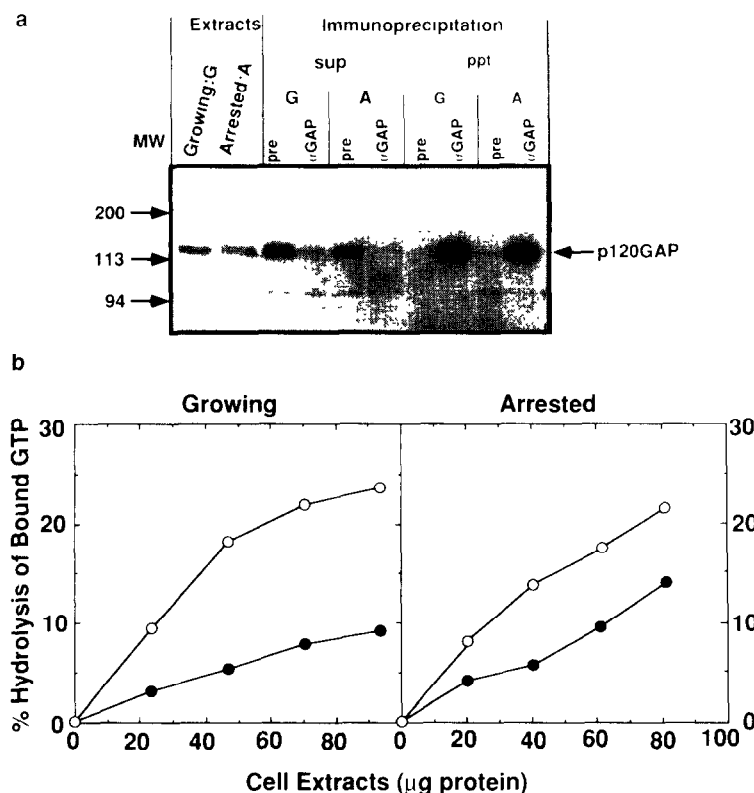 a
Extracts Immunoprecipitation
sup ppt
G A G A
MW Growing:G Arrested·A pre αGAP pre αGAP pre αGAP pre αGAP
200
113
94
p120GAP
b
Growing Arrested
% Hydrolysis of Bound GTP
30 30
20 20
10 10
0 0
0 20 40 60 80 0 20 40 60 80 100
Cell Extracts (μg protein)